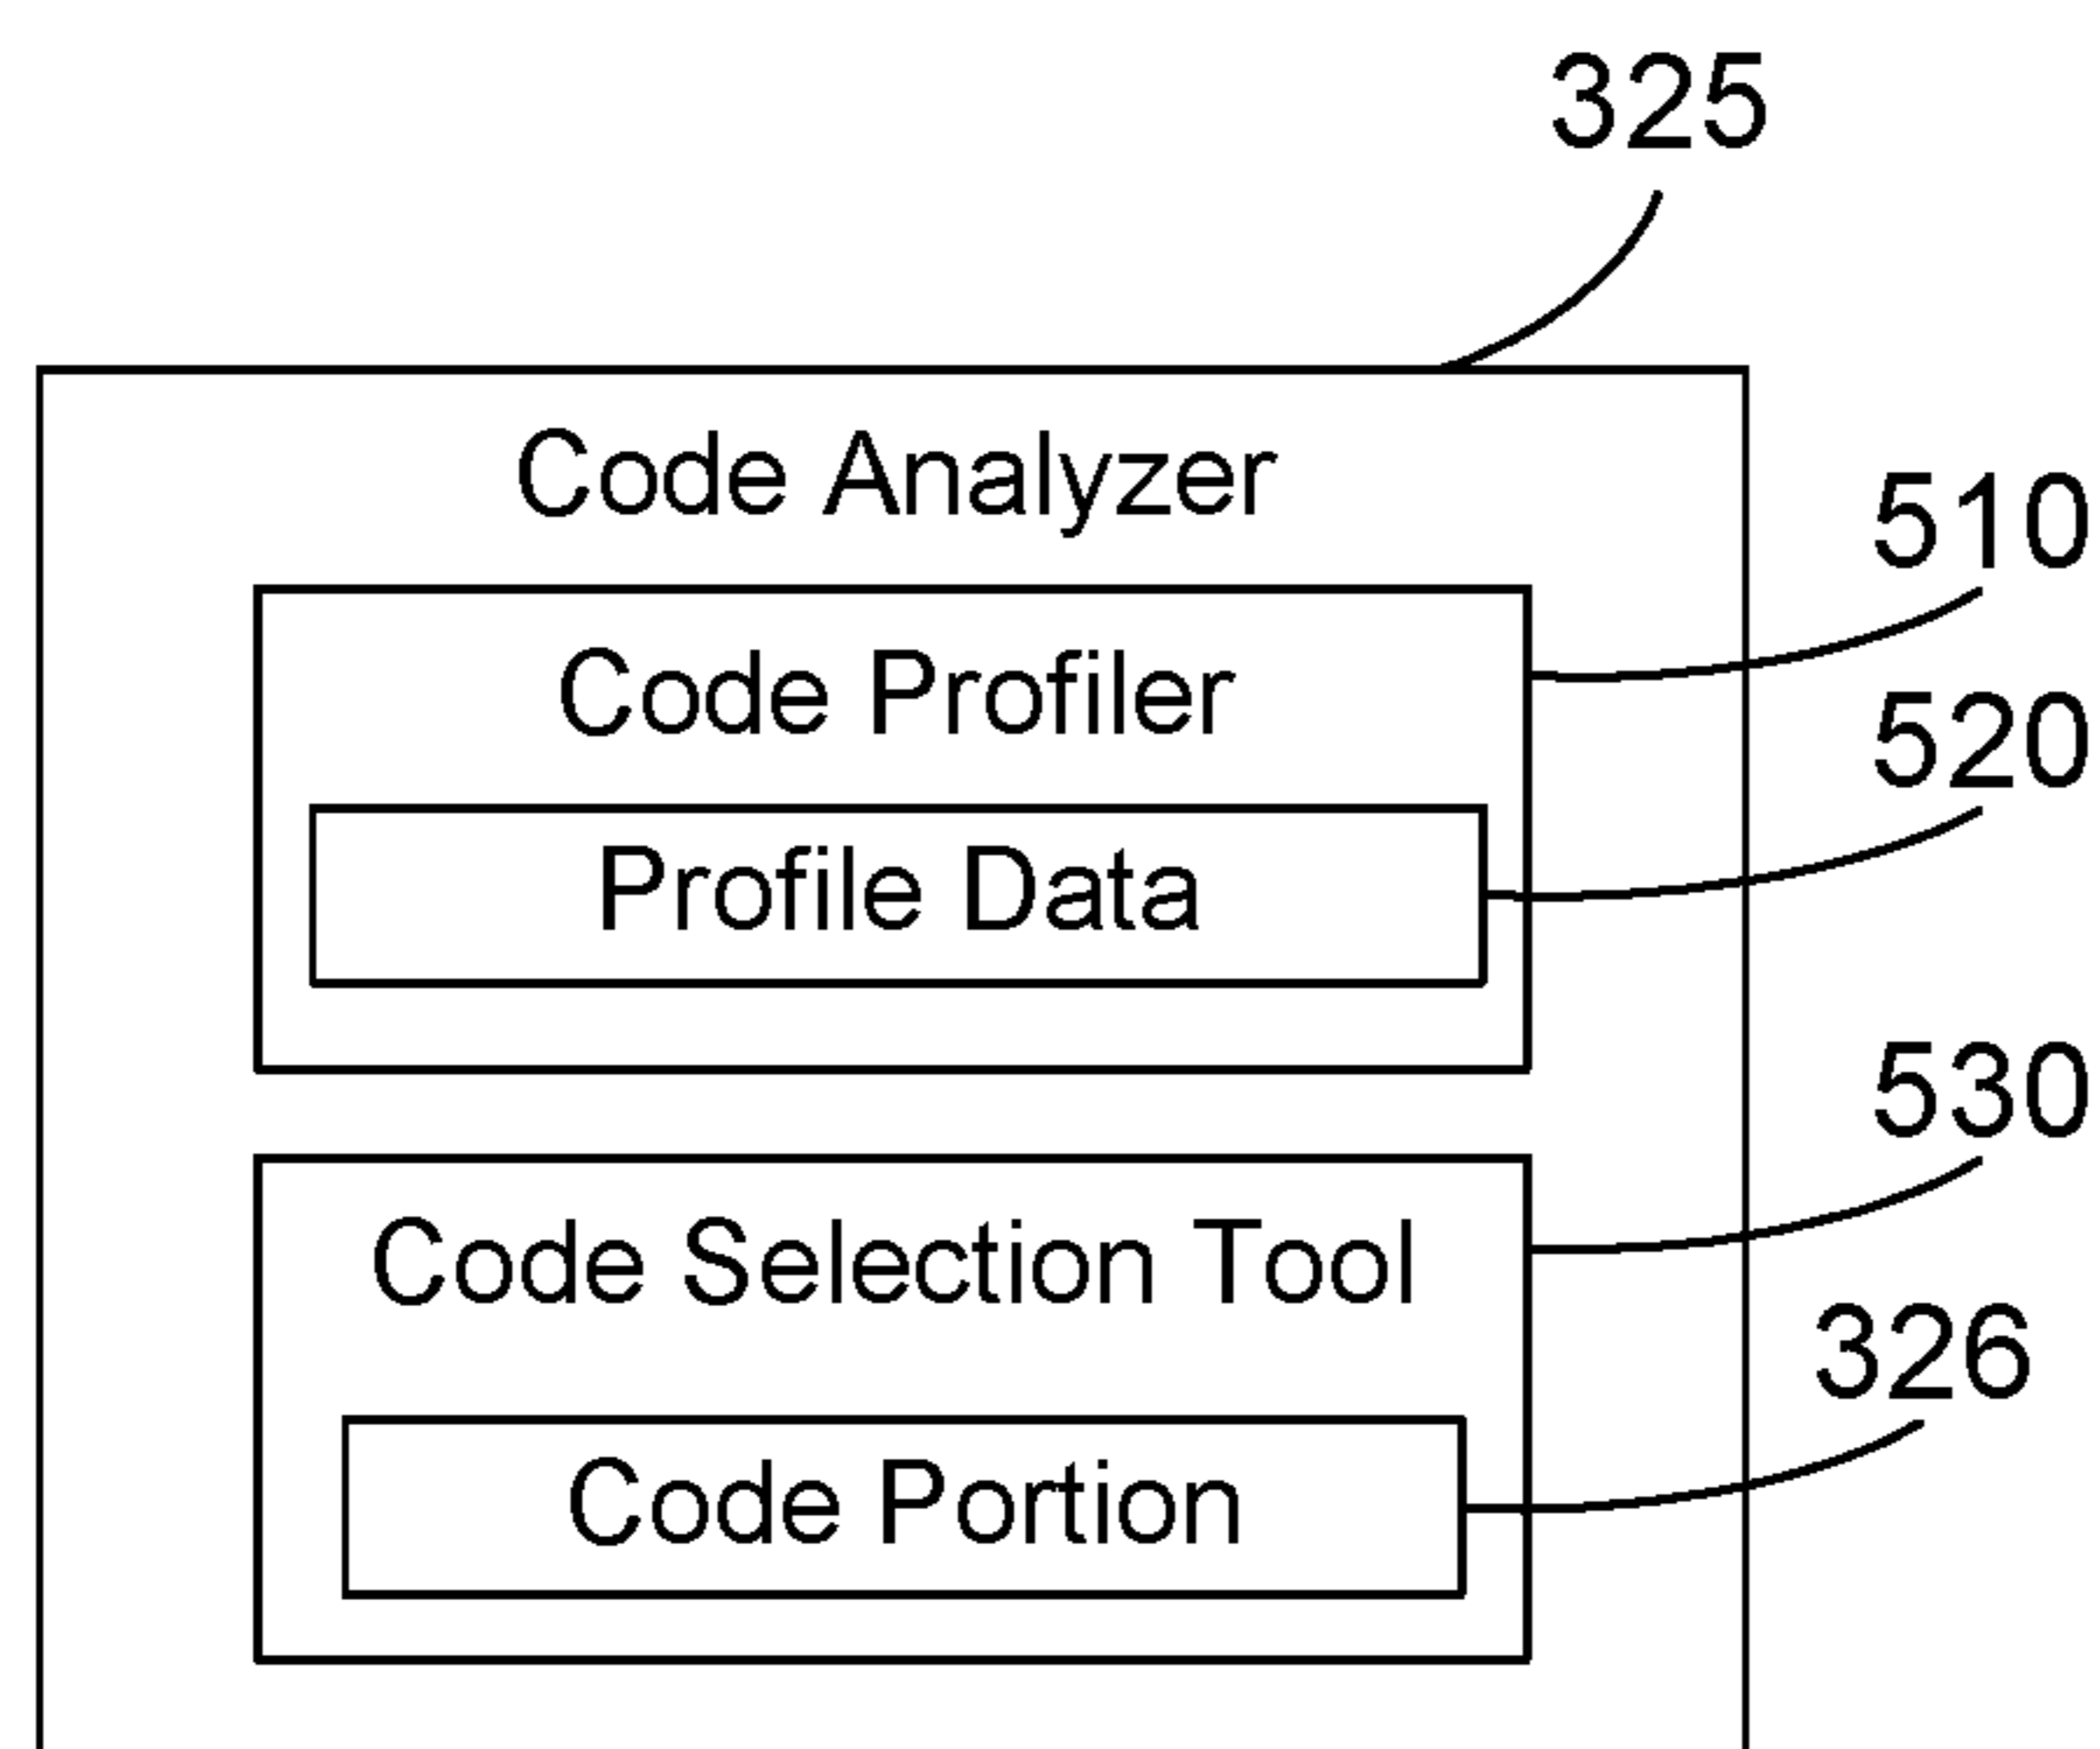 325
Code Analyzer
510
Code Profiler
520
Profile Data
530
Code Selection Tool
326
Code Portion